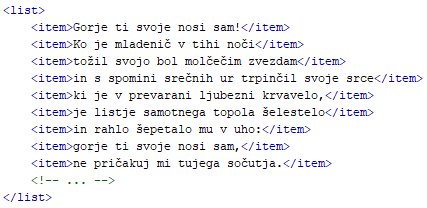 <list>
<item>Gorje ti svoje nosi sam!</item>
<item>Ko je mladenič v tihi noči</item>
<item>tožil svojo bol molčečim zvezdam</item>
<item>in s spomini srečnih ur trpinčil svoje srce</item>
<item>ki je v prevarani ljubezni krvavelo,</item>
<item>je listje samotnega topola šelestelo</item>
<item>in rahlo šepetalo mu v uho:</item>
<item>gorje ti svoje nosi sam,</item>
<item>ne pričakuj mi tujega sočutja.</item>
<!-- ... -->
</list>